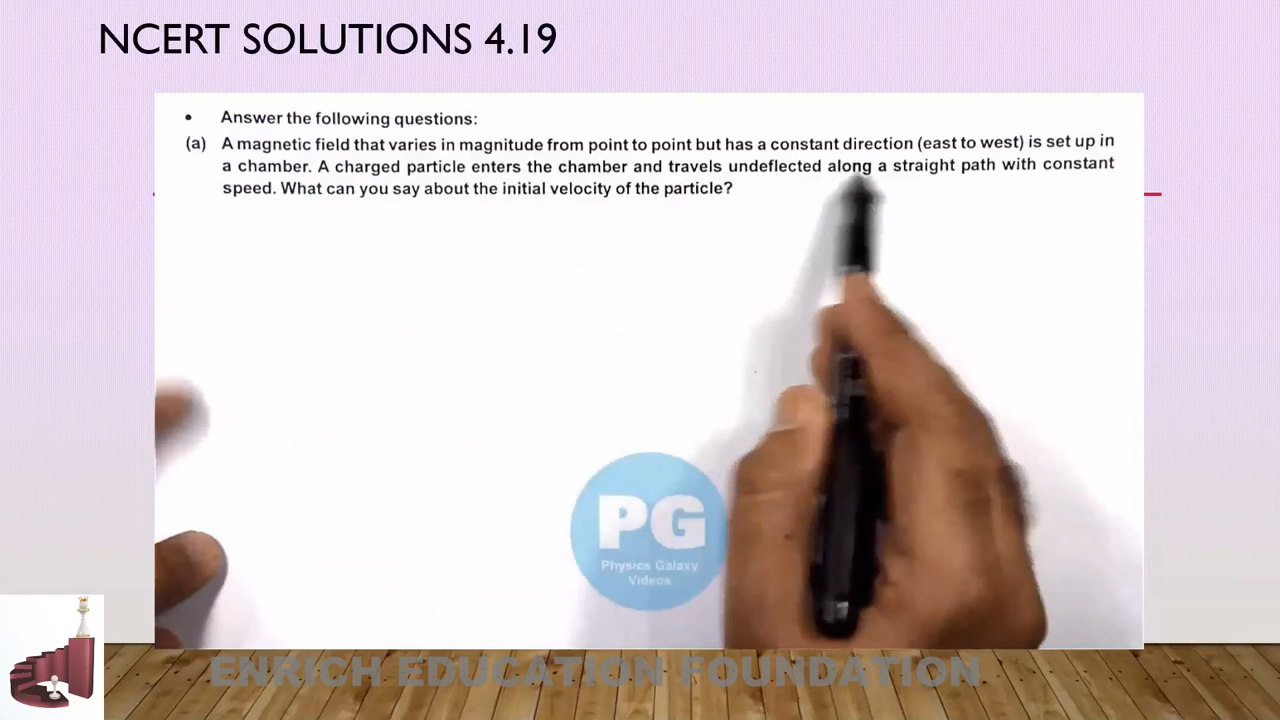 NCERT SOLUTIONS 4.19
• Answer the following questions:
(a) A magnetic field that varies in magnitude from point to point but has a constant direction (east to west) is set up in
a chamber. A charged particle enters the chamber and travels undeflected along a straight path with constant
speed. What can you say about the initial velocity of the particle?
PG
Physics Galaxy
Videos
ENRICH EDUCATION FOUNDATION